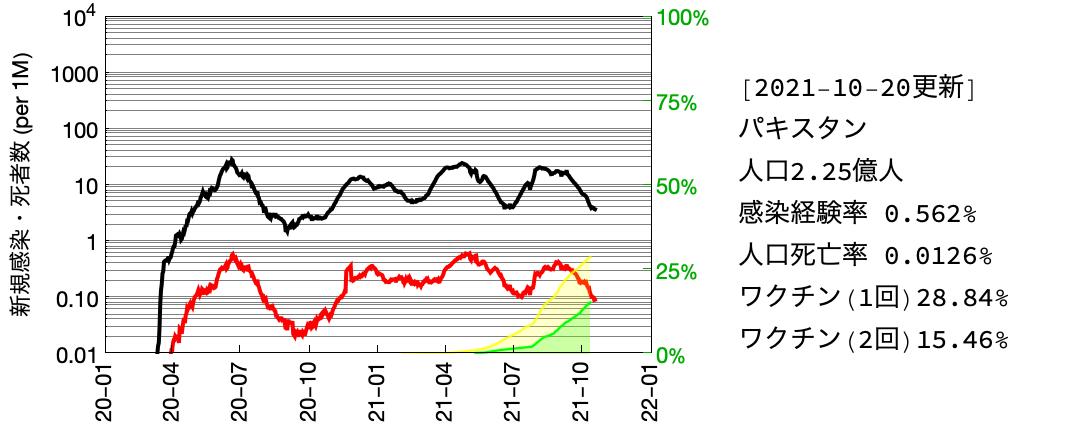 新規感染・死者数 (per 1M)
10^4
1000
100
10
1
0.10
0.01
100%
75%
50%
25%
0%
20-01
20-04
20-07
20-10
21-01
21-04
21-07
21-10
22-01
[2021-10-20更新]
パキスタン
人口2.25億人
感染経験率 0.562%
人口死亡率 0.0126%
ワクチン(1回)28.84%
ワクチン(2回)15.46%